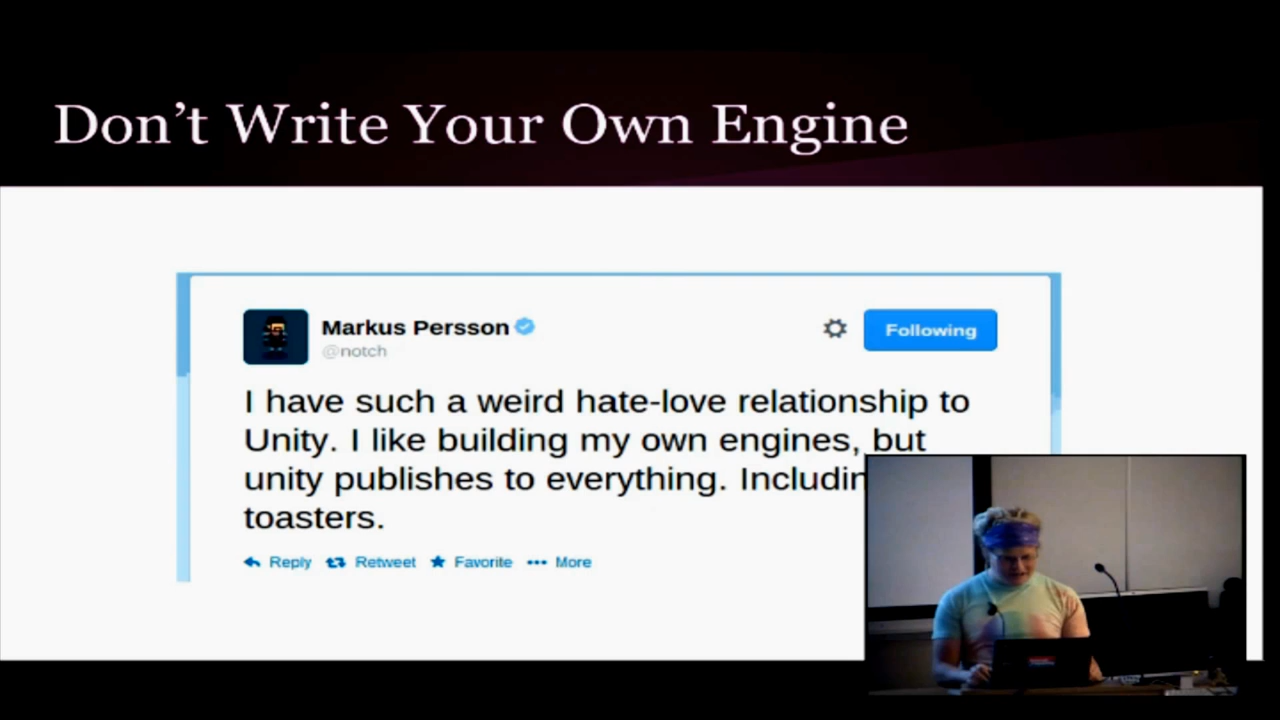 Don't Write Your Own Engine
Markus Persson
@notch
Following
I have such a weird hate-love relationship to
Unity. I like building my own engines, but
unity publishes to everything.
toasters.
Reply Retweet Favorite More